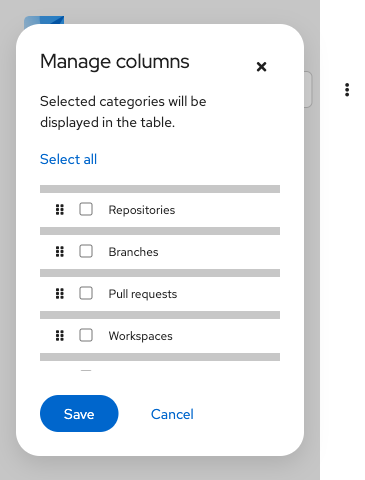 Manage columns
Selected categories will be
displayed in the table.
Select all
Repositories
Branches
Pull requests
Workspaces
Save
Cancel